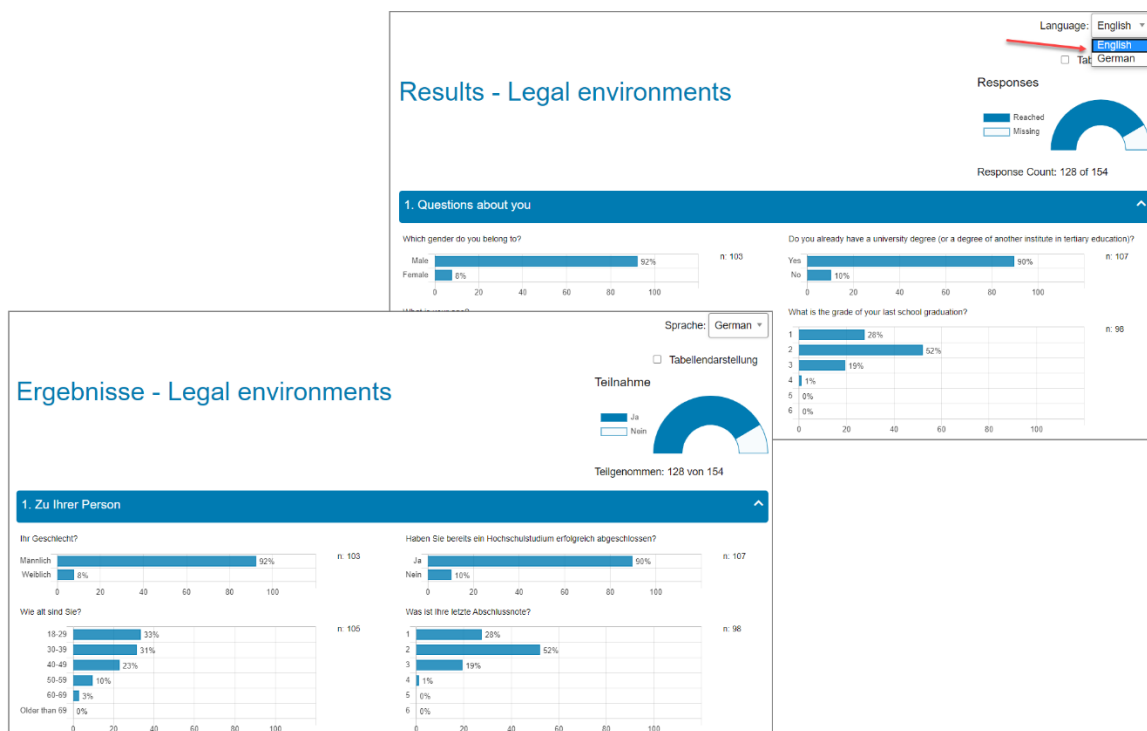 Language: English
English
German
Tab
Results - Legal environments
Responses
Reached
Missing
Response Count: 128 of 154
1. Questions about you
Which gender do you belong to?
n: 103
Male 92%
Female 8%
0 20 40 60 80 100
Do you already have a university degree (or a degree of another institute in tertiary education)?
n: 107
Yes 90%
No 10%
0 20 40 60 80 100
What is the grade of your last school graduation?
n: 98
1 28%
2 52%
3 19%
4 1%
5 0%
6 0%
0 20 40 60 80 100
Sprache: German
Tabellendarstellung
Ergebnisse - Legal environments
Teilnahme
Ja
Nein
Teilgenommen: 128 von 154
1. Zu Ihrer Person
Ihr Geschlecht?
n: 103
Männlich 92%
Weiblich 8%
0 20 40 60 80 100
Haben Sie bereits ein Hochschulstudium erfolgreich abgeschlossen?
n: 107
Ja 90%
Nein 10%
0 20 40 60 80 100
Wie alt sind Sie?
n: 105
18-29 33%
30-39 31%
40-49 23%
50-59 10%
60-69 3%
Older than 69 0%
0 20 40 60 80 100
Was ist Ihre letzte Abschlussnote?
n: 98
1 28%
2 52%
3 19%
4 1%
5 0%
6 0%
0 20 40 60 80 100